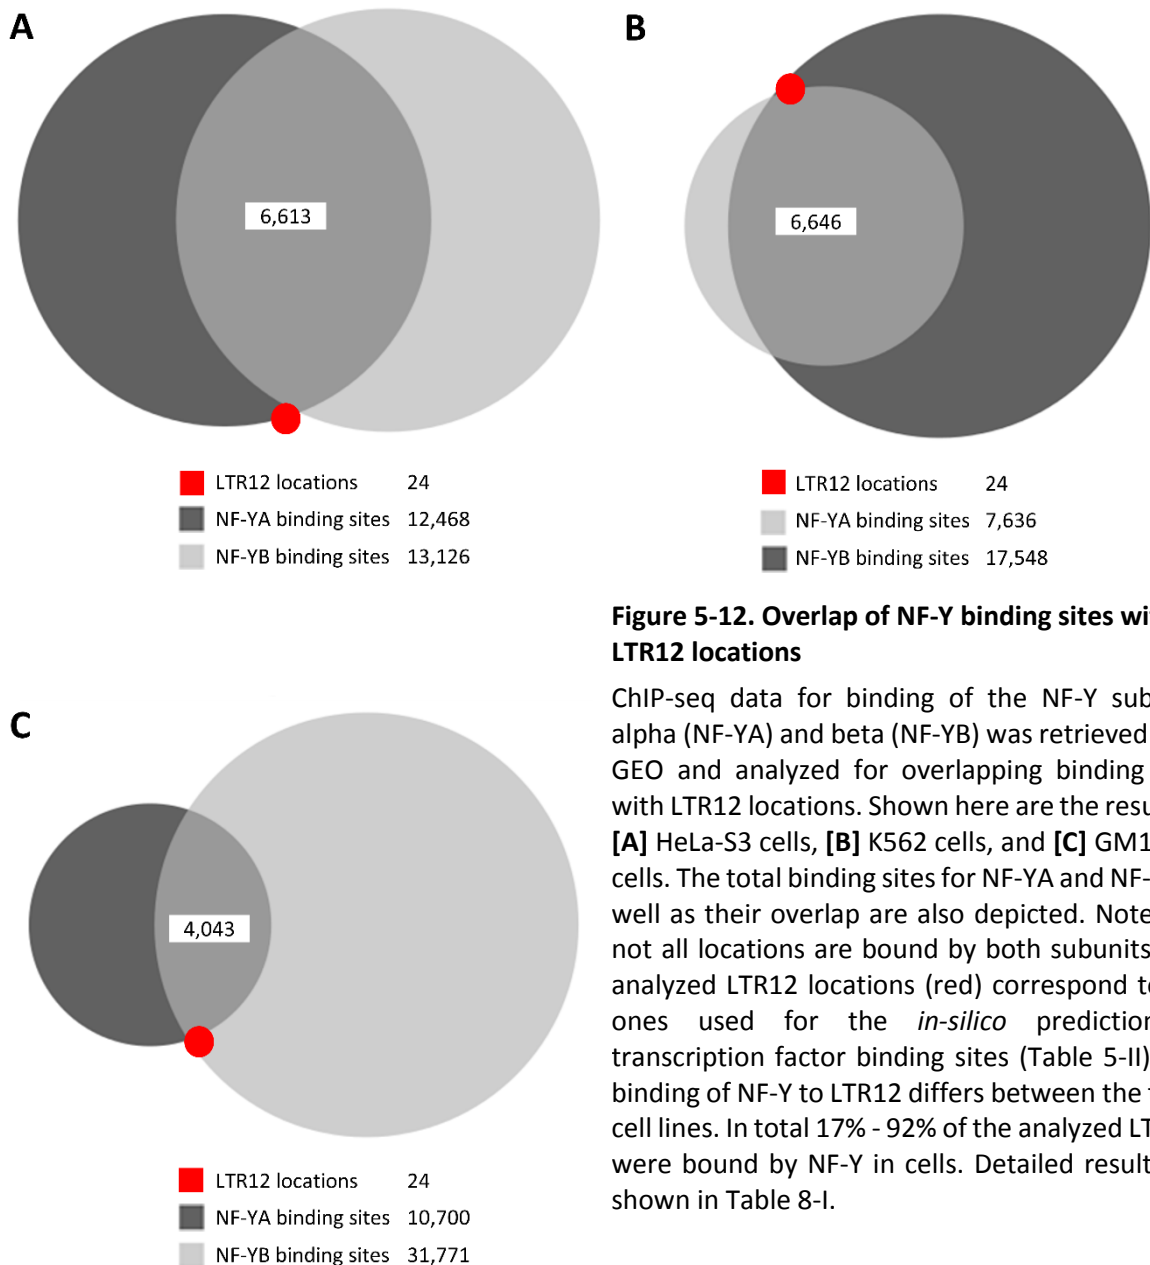 A
B
6,613
6,646
LTR12 locations 24
NF-YA binding sites 12,468
NF-YB binding sites 13,126
LTR12 locations 24
NF-YA binding sites 7,636
NF-YB binding sites 17,548
C
4,043
LTR12 locations 24
NF-YA binding sites 10,700
NF-YB binding sites 31,771
Figure 5-12. Overlap of NF-Y binding sites wi
LTR12 locations
ChIP-seq data for binding of the NF-Y sub
alpha (NF-YA) and beta (NF-YB) was retrieved
GEO and analyzed for overlapping binding
with LTR12 locations. Shown here are the resu
[A] HeLa-S3 cells, [B] K562 cells, and [C] GM1
cells. The total binding sites for NF-YA and NF-
well as their overlap are also depicted. Note
not all locations are bound by both subunits
analyzed LTR12 locations (red) correspond to
ones used for the in-silico prediction
transcription factor binding sites (Table 5-II)
binding of NF-Y to LTR12 differs between the
cell lines. In total 17% - 92% of the analyzed LT
were bound by NF-Y in cells. Detailed result
shown in Table 8-I.